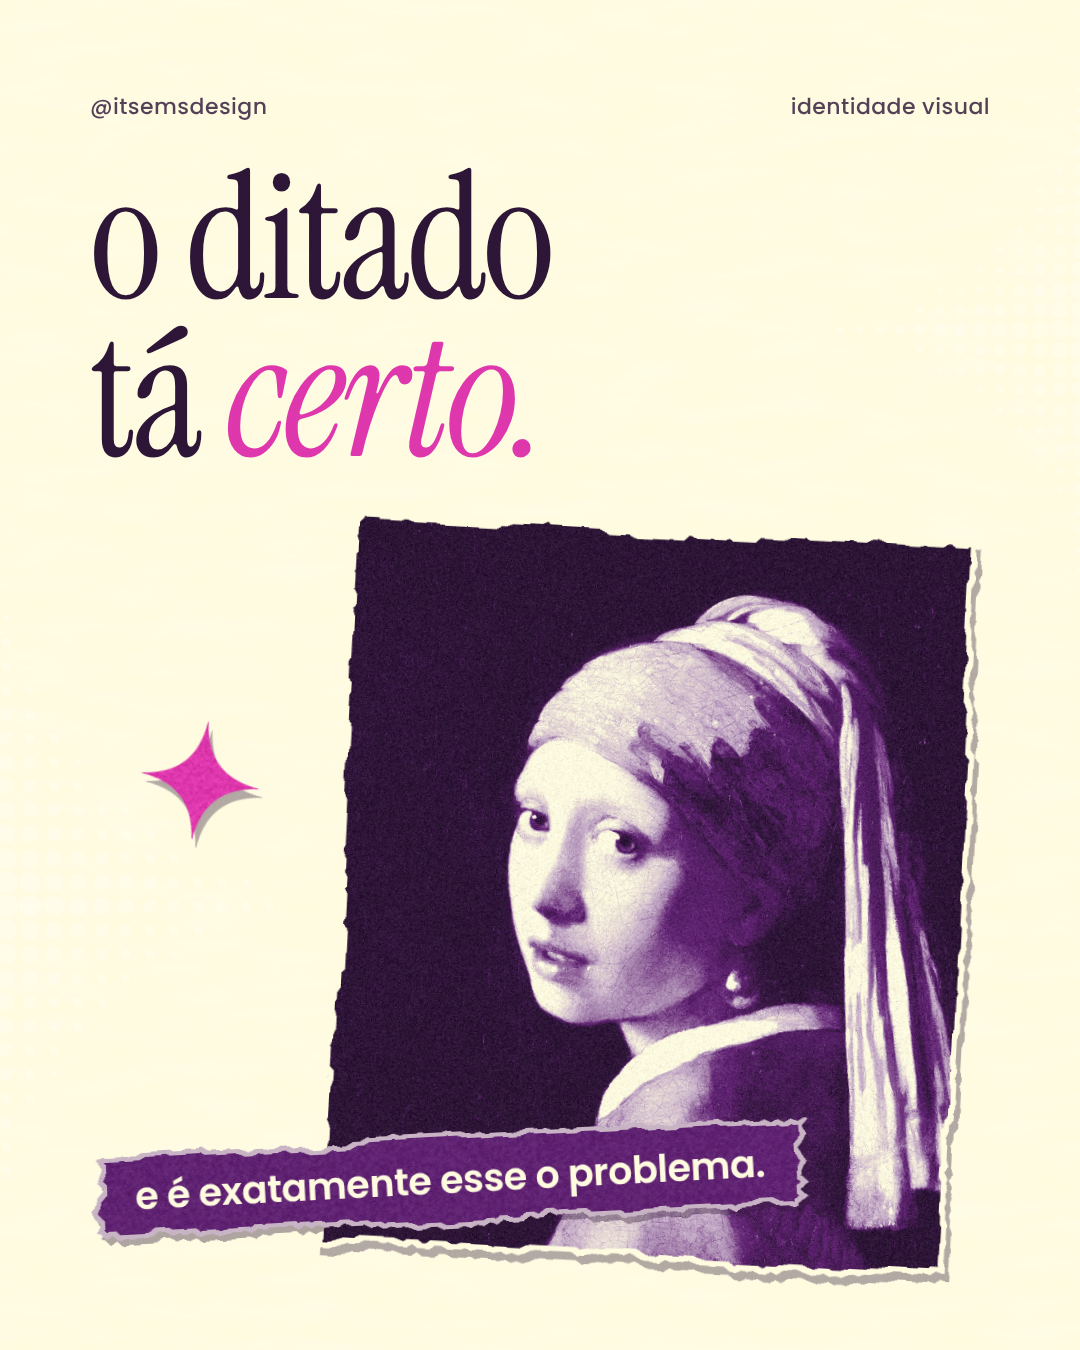 @itsemsdesign
identidade visual
o ditado
tá certo.
e é exatamente esse o problema.